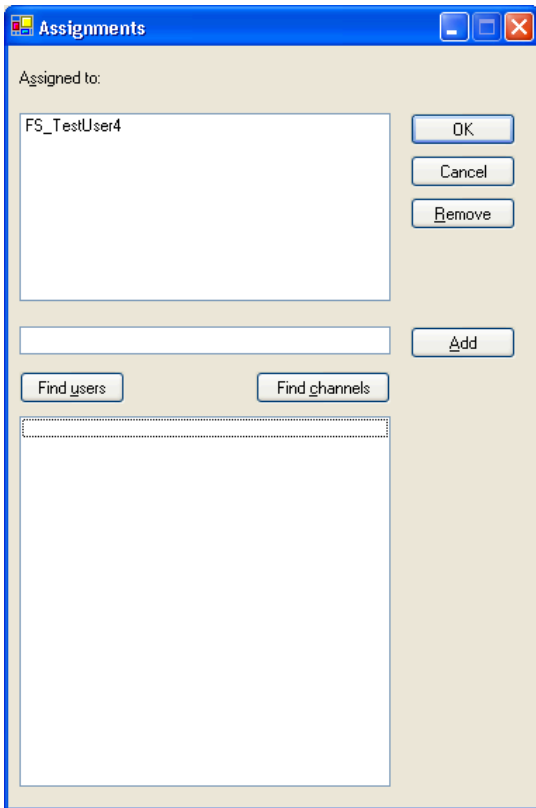 Assignments
Assigned to:
FS_TestUser4
OK
Cancel
Remove
Add
Find users
Find channels